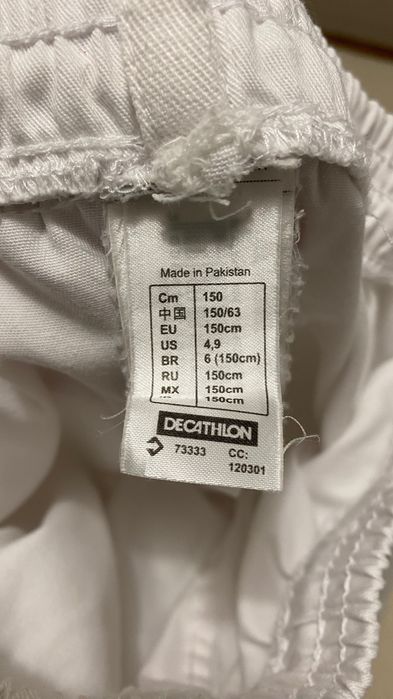 Made in Pakistan
Cm 150
中国 150/63
EU 150cm
US 4,9
BR 6 (150cm)
RU 150cm
MX 150cm
150cm
DECATHLON
73333 CC:
120301